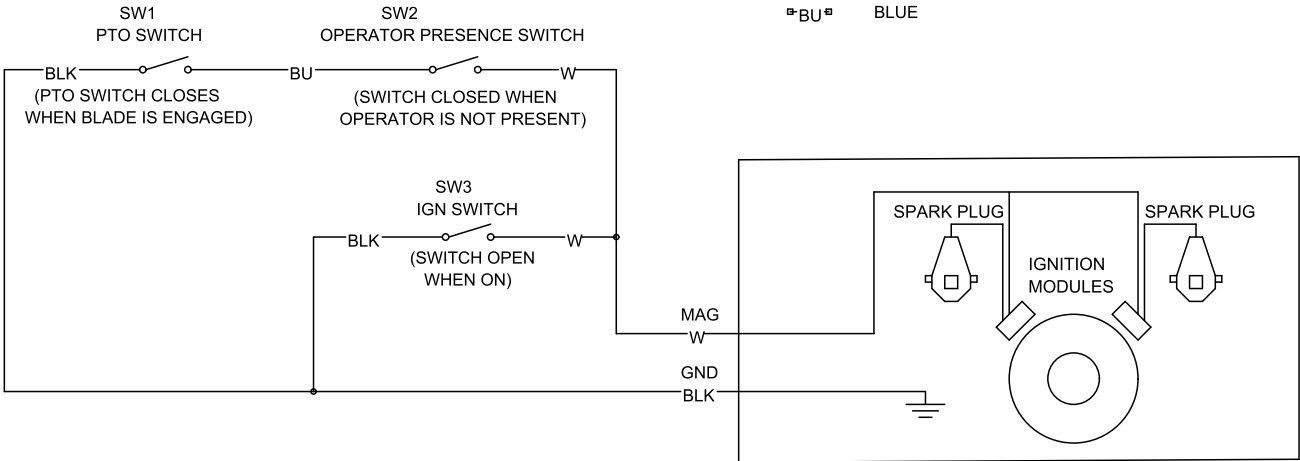 SW1
PTO SWITCH
SW2
OPERATOR PRESENCE SWITCH
BU BLUE
BLK
BU
W
(PTO SWITCH CLOSES
WHEN BLADE IS ENGAGED)
(SWITCH CLOSED WHEN
OPERATOR IS NOT PRESENT)
SW3
IGN SWITCH
BLK
W
(SWITCH OPEN
WHEN ON)
SPARK PLUG
SPARK PLUG
IGNITION
MODULES
MAG
W
GND
BLK